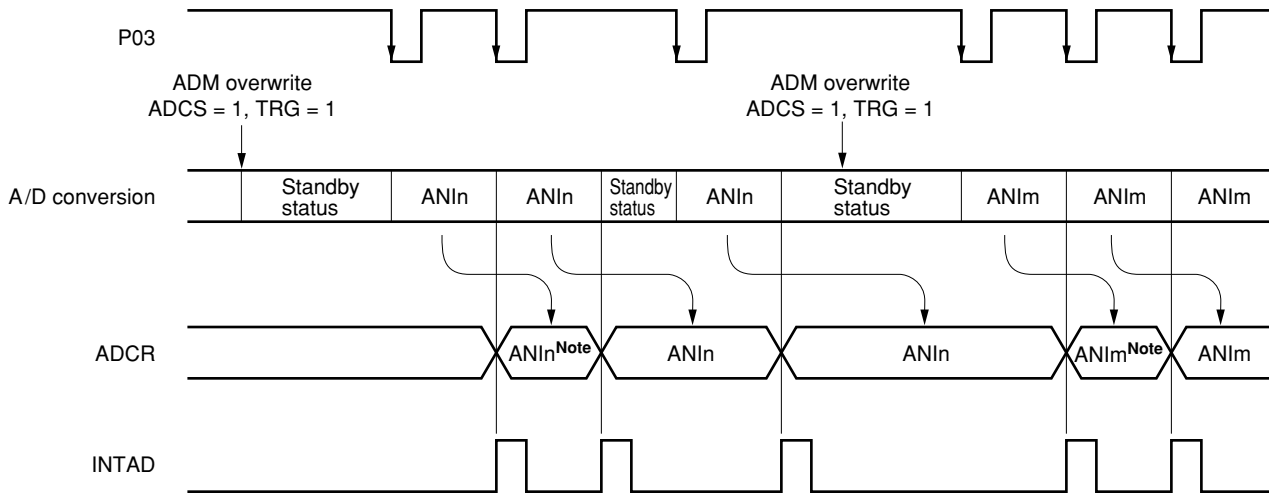 P03
ADM overwrite
ADCS = 1, TRG = 1
ADM overwrite
ADCS = 1, TRG = 1
A/D conversion
Standby
status
ANIn
ANIn
Standby
status
ANIn
Standby
status
ANIm
ANIm
ANIm
ADCR
ANInNote
ANIn
ANIn
ANImNote
ANIm
INTAD